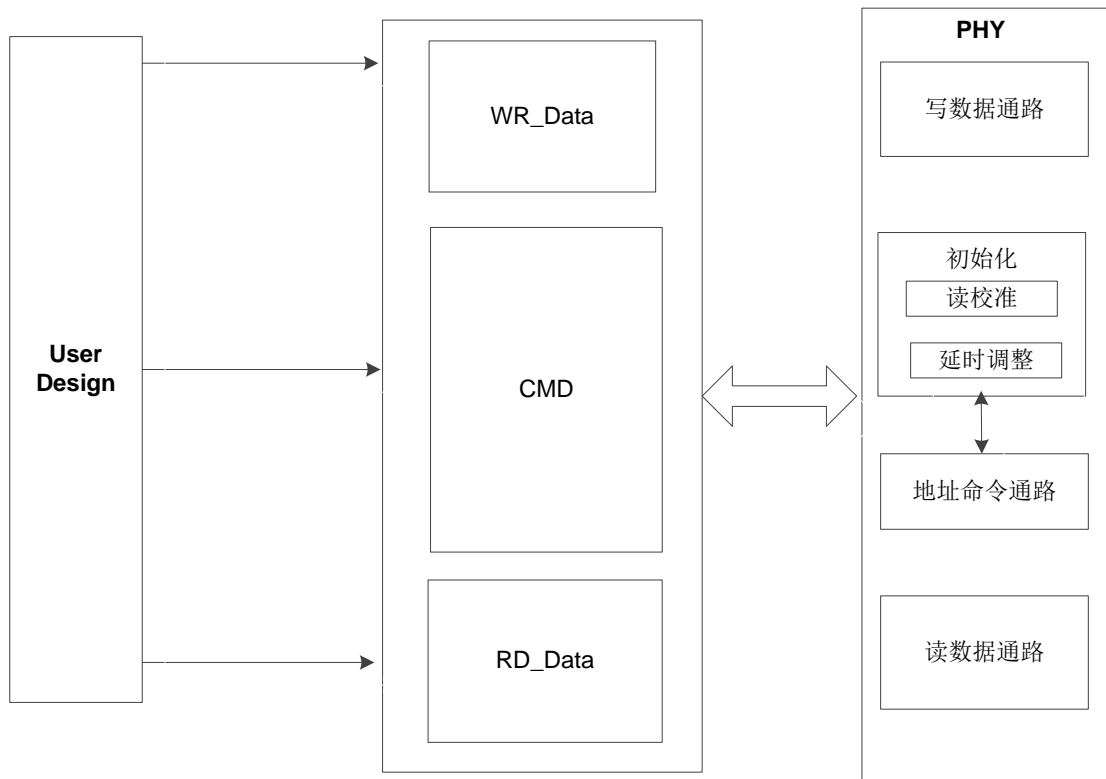 User
Design
WR_Data
CMD
RD_Data
PHY
写数据通路
初始化
读校准
延时调整
地址命令通路
读数据通路